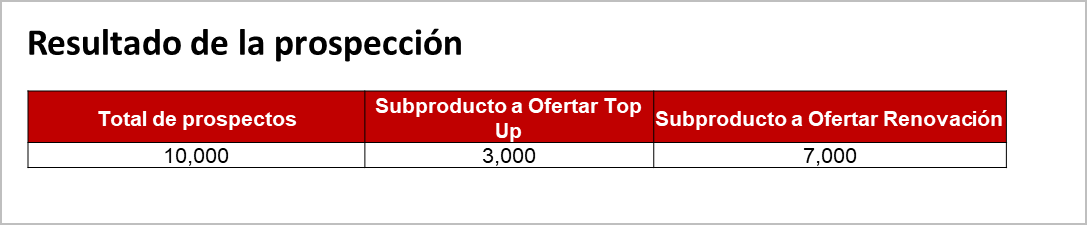 Resultado de la prospección
Total de prospectos
Subproducto a Ofertar Top
Up
Subproducto a Ofertar Renovación
10,000
3,000
7,000